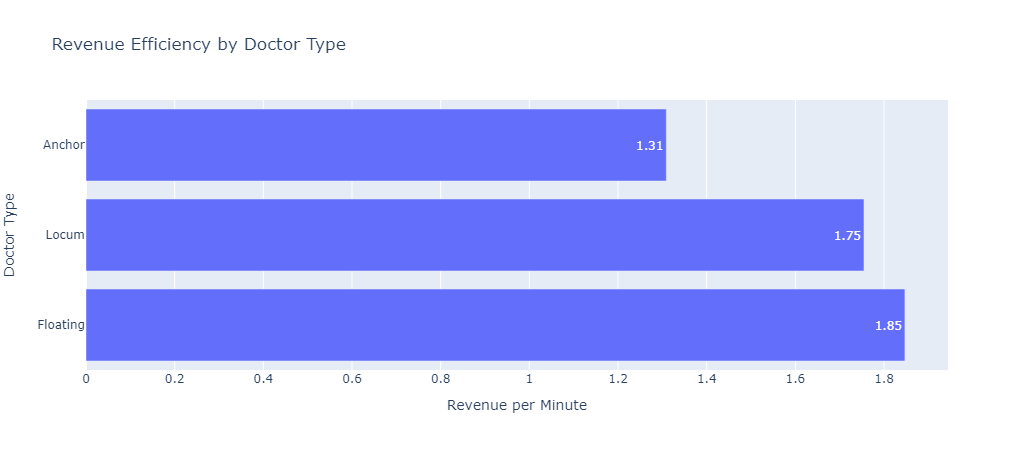 Revenue Efficiency by Doctor Type
Doctor Type
Anchor
1.31
Locum
1.75
Floating
1.85
0 0.2 0.4 0.6 0.8 1 1.2 1.4 1.6 1.8
Revenue per Minute